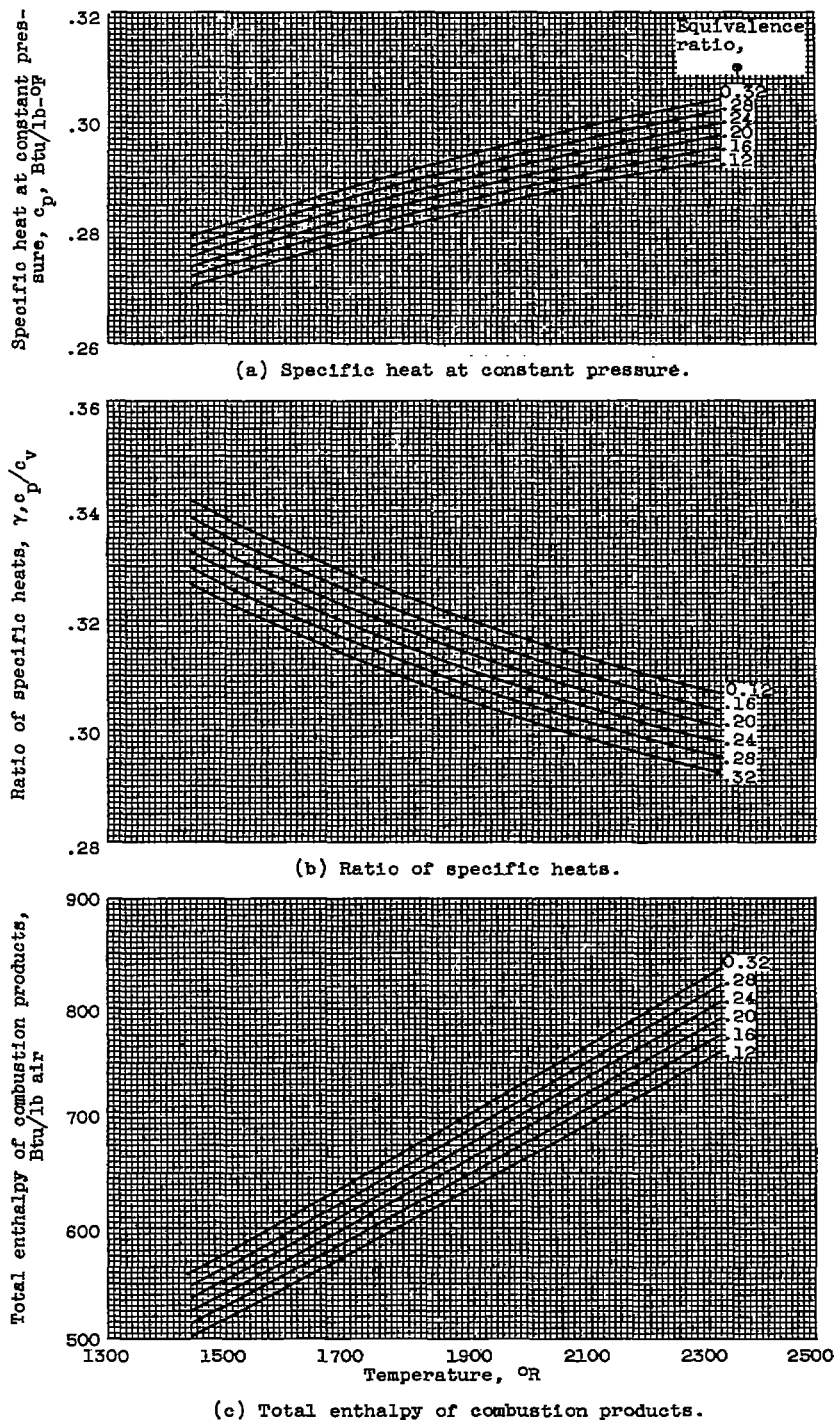 .32
.30
.28
.26
Specific heat at constant pres-
sure, cp, Btu/lb-°F
Equivalence
ratio,
φ
0.32
.28
.24
.20
.16
.12
(a) Specific heat at constant pressure.
.36
.34
.32
.30
.28
Ratio of specific heats, γ, cp/cv
0.12
.16
.20
.24
.28
.32
(b) Ratio of specific heats.
900
800
700
600
500
Total enthalpy of combustion products,
Btu/lb air
0.32
.28
.24
.20
.16
.12
1300 1500 1700 1900 2100 2300 2500
Temperature, °R
(c) Total enthalpy of combustion products.